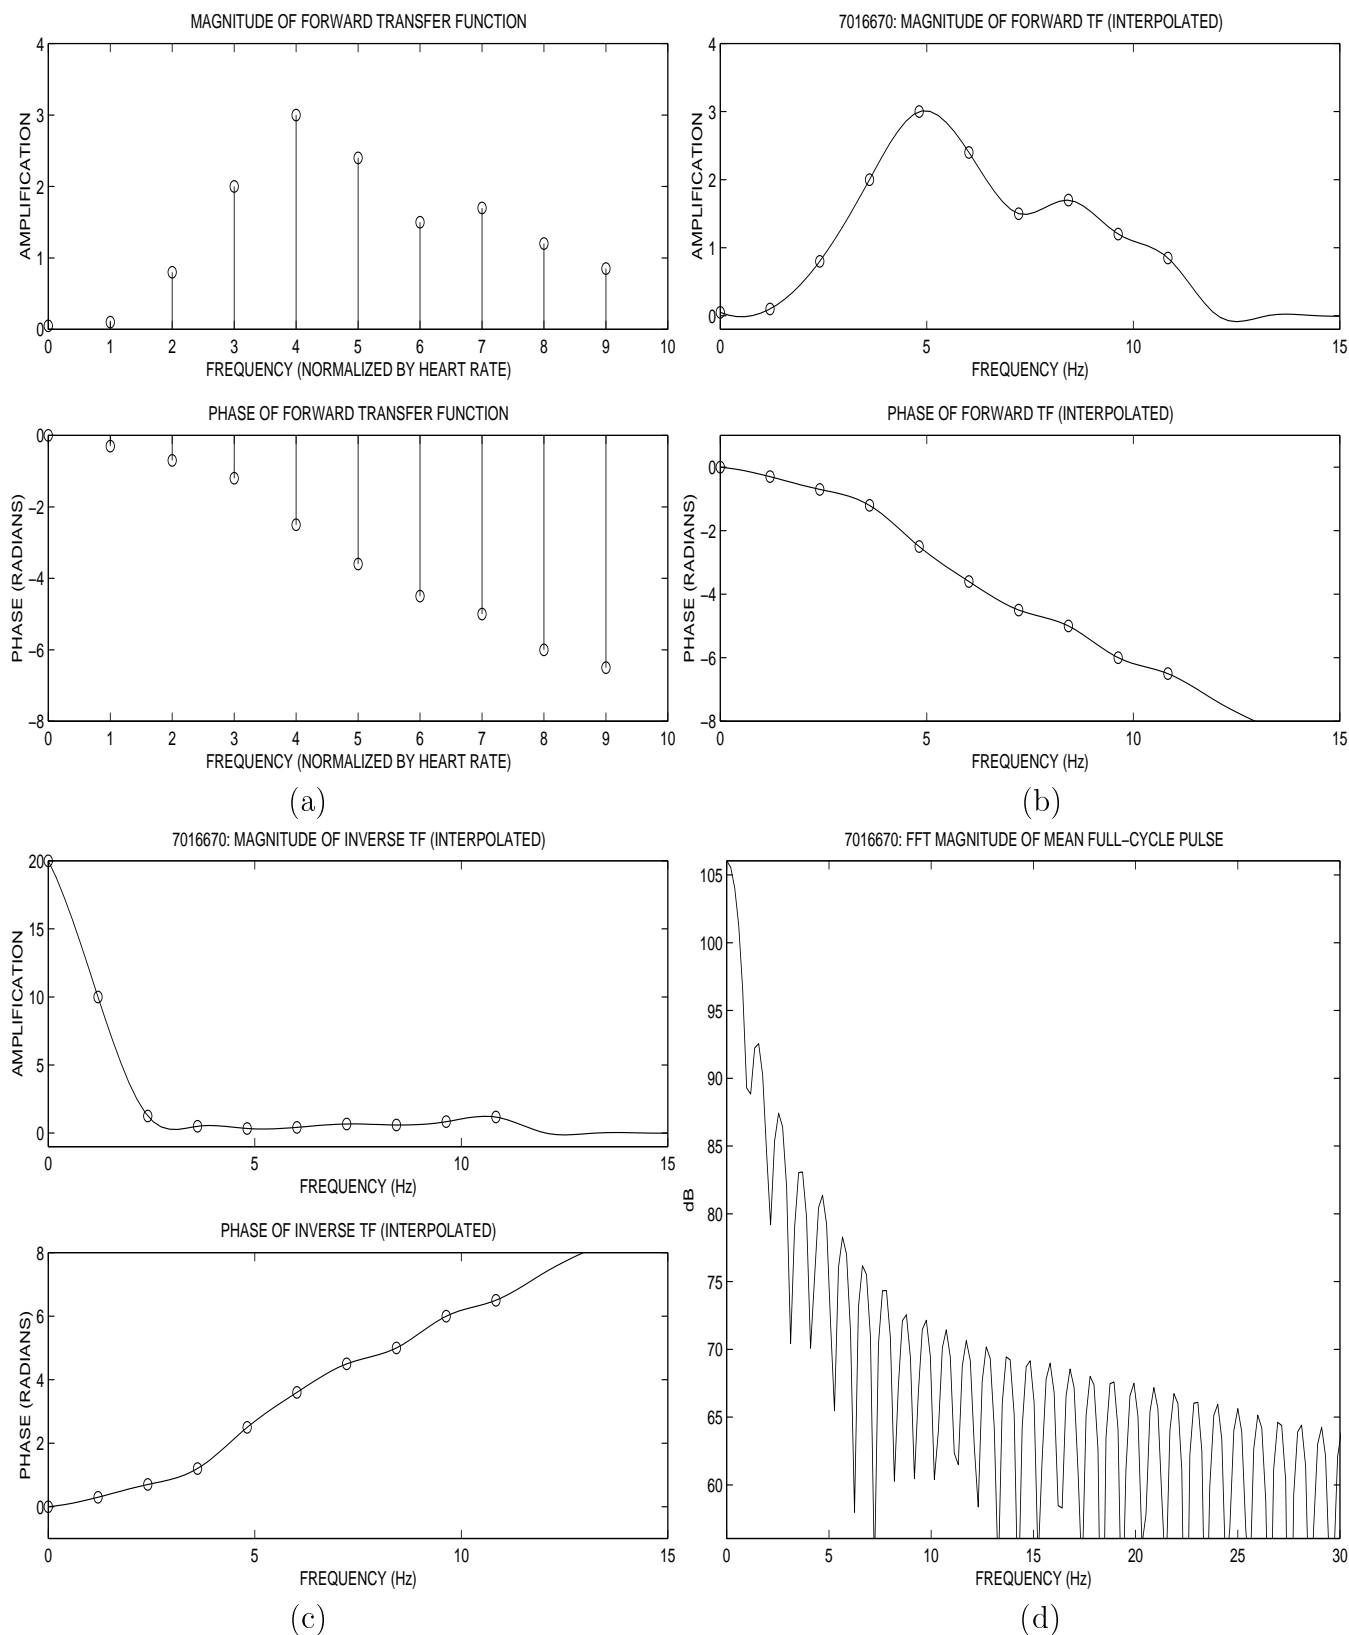 MAGNITUDE OF FORWARD TRANSFER FUNCTION
4
3
2
1
0
AMPLIFICATION
0 1 2 3 4 5 6 7 8 9 10
FREQUENCY (NORMALIZED BY HEART RATE)
PHASE OF FORWARD TRANSFER FUNCTION
0
−2
−4
−6
−8
PHASE (RADIANS)
0 1 2 3 4 5 6 7 8 9 10
FREQUENCY (NORMALIZED BY HEART RATE)
(a)
7016670: MAGNITUDE OF FORWARD TF (INTERPOLATED)
4
3
2
1
0
AMPLIFICATION
0 5 10 15
FREQUENCY (Hz)
PHASE OF FORWARD TF (INTERPOLATED)
0
−2
−4
−6
−8
PHASE (RADIANS)
0 5 10 15
FREQUENCY (Hz)
(b)
7016670: MAGNITUDE OF INVERSE TF (INTERPOLATED)
20
15
10
5
0
AMPLIFICATION
0 5 10 15
FREQUENCY (Hz)
PHASE OF INVERSE TF (INTERPOLATED)
8
6
4
2
0
PHASE (RADIANS)
0 5 10 15
FREQUENCY (Hz)
(c)
7016670: FFT MAGNITUDE OF MEAN FULL−CYCLE PULSE
105
100
95
90
85
80
75
70
65
60
dB
0 5 10 15 20 25 30
FREQUENCY (Hz)
(d)